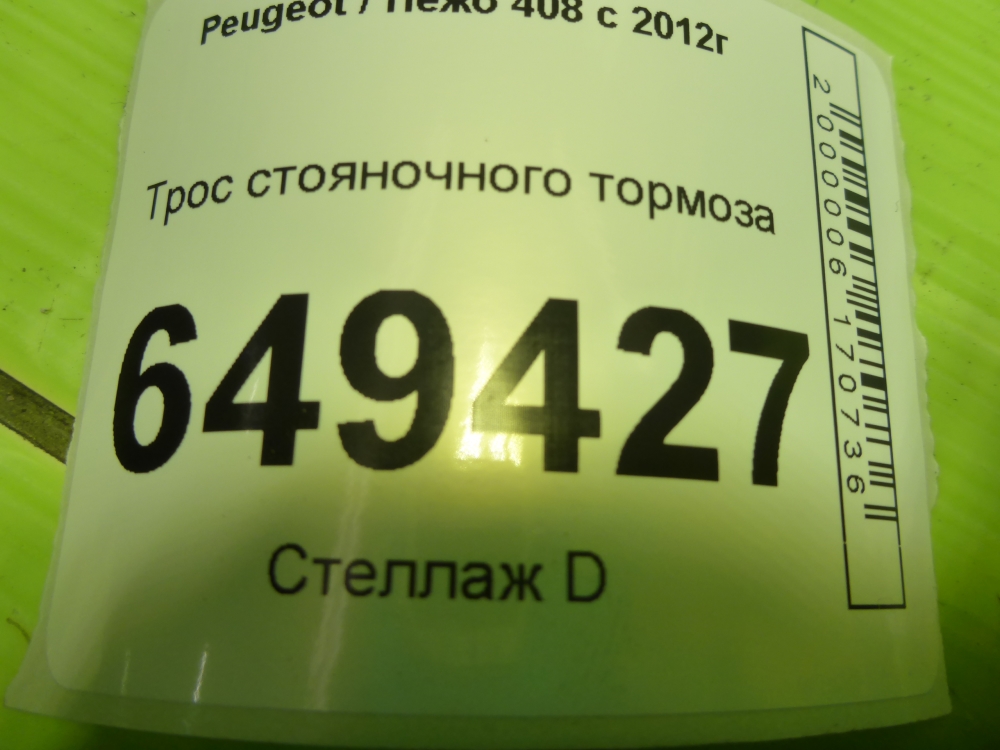 Peugeot / Пежо 408 с 2012г
Трос стояночного тормоза
649427
Стеллаж D
2000006170736